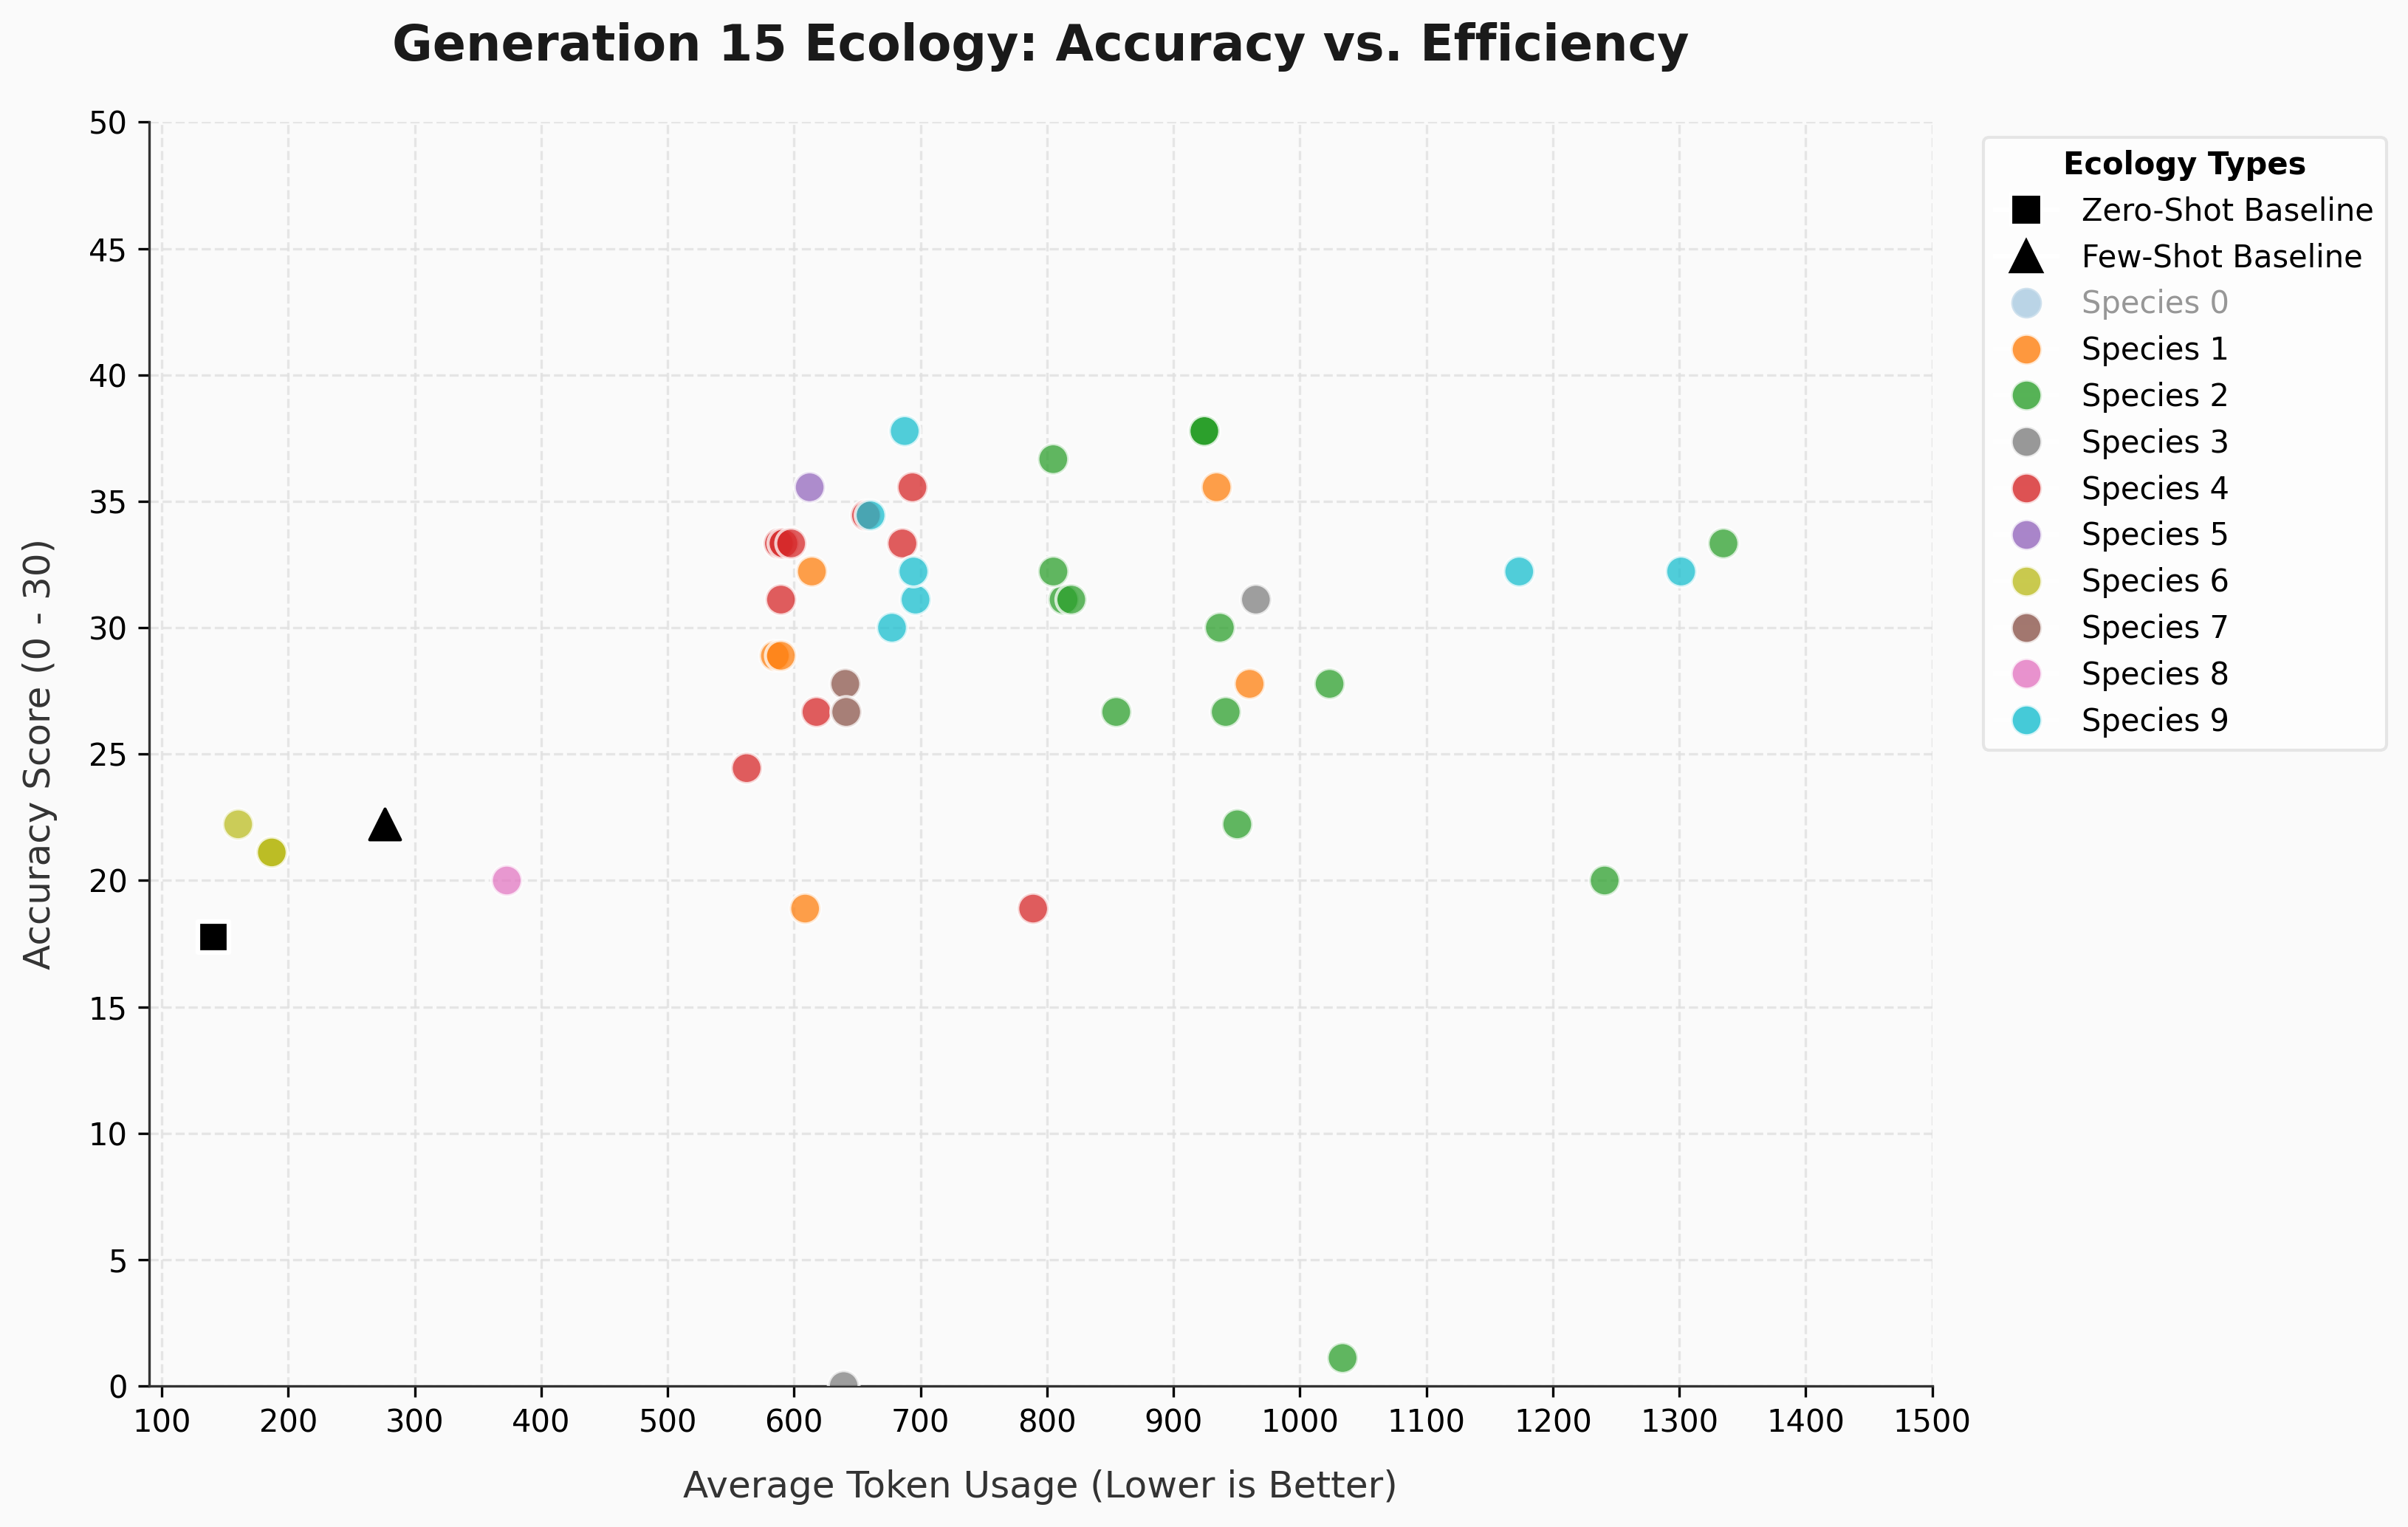 Generation 15 Ecology: Accuracy vs. Efficiency
Accuracy Score (0 - 30)
50
45
40
35
30
25
20
15
10
5
0
100 200 300 400 500 600 700 800 900 1000 1100 1200 1300 1400 1500
Average Token Usage (Lower is Better)
Ecology Types
Zero-Shot Baseline
Few-Shot Baseline
Species 0
Species 1
Species 2
Species 3
Species 4
Species 5
Species 6
Species 7
Species 8
Species 9